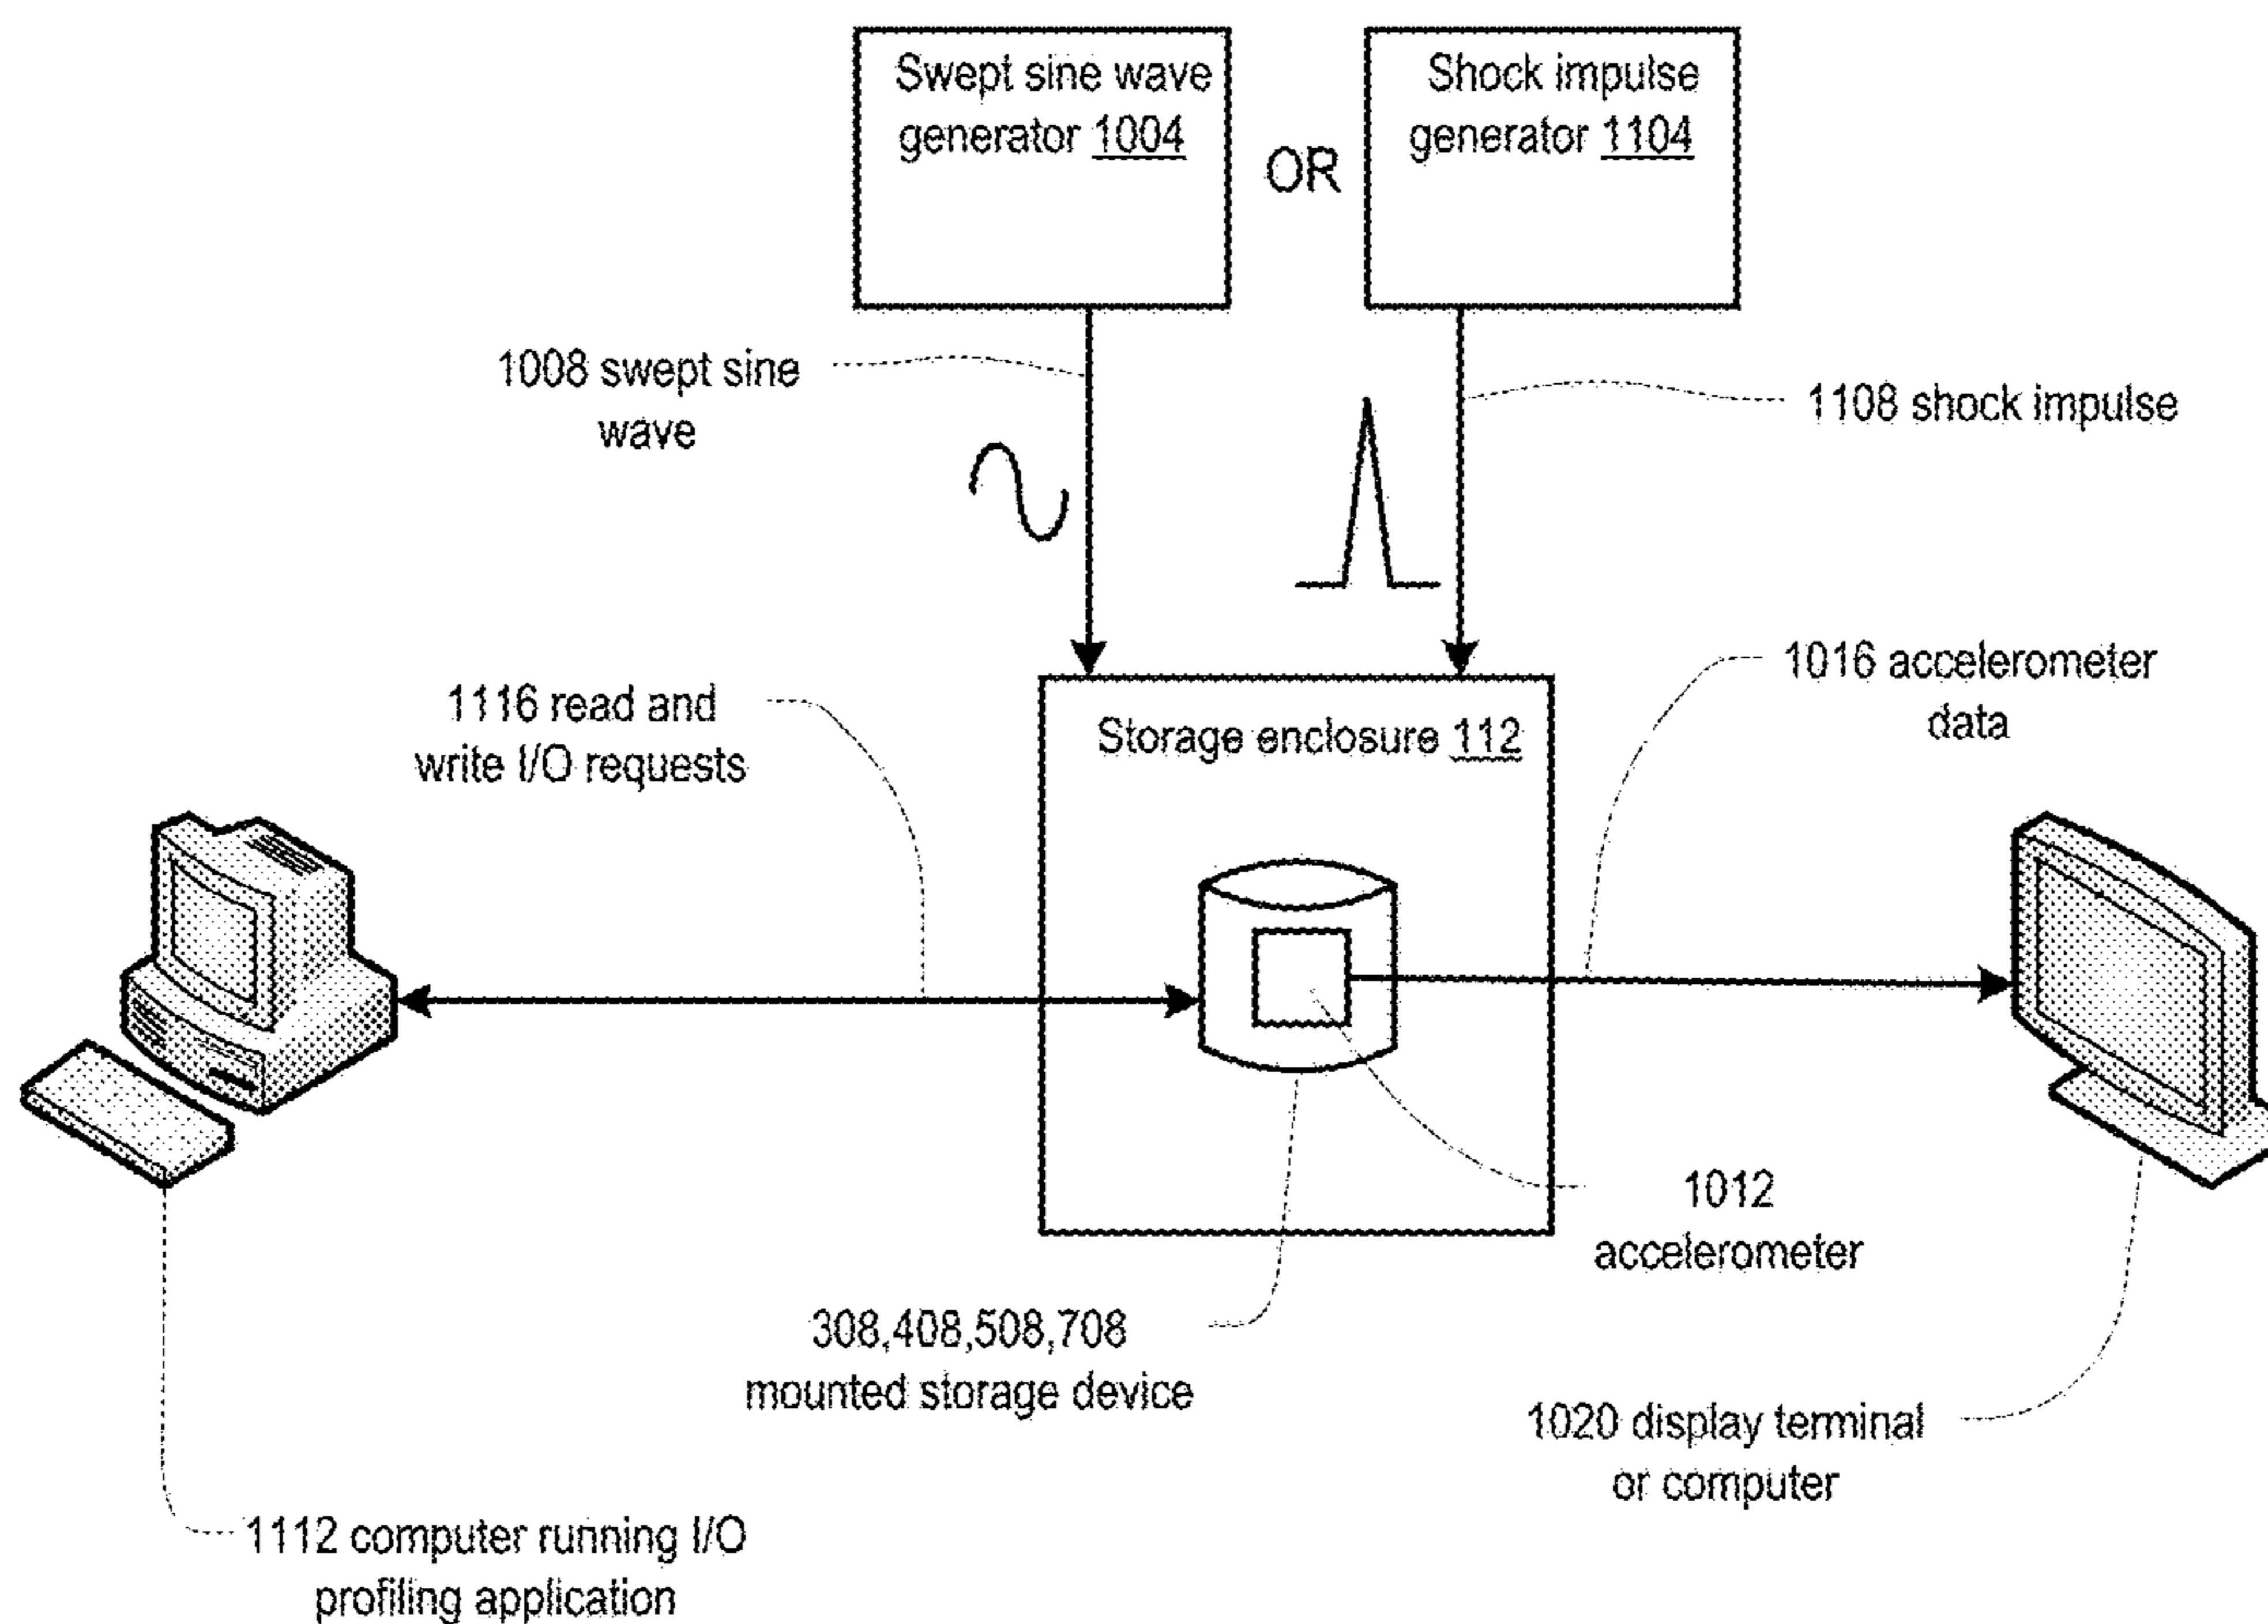 Swept sine wave
generator 1004
OR
Shock impulse
generator 1104
1008 swept sine
wave
1108 shock impulse
1116 read and
write I/O requests
Storage enclosure 112
1016 accelerometer
data
1012
accelerometer
308,408,508,708
mounted storage device
1020 display terminal
or computer
1112 computer running I/O
profiling application